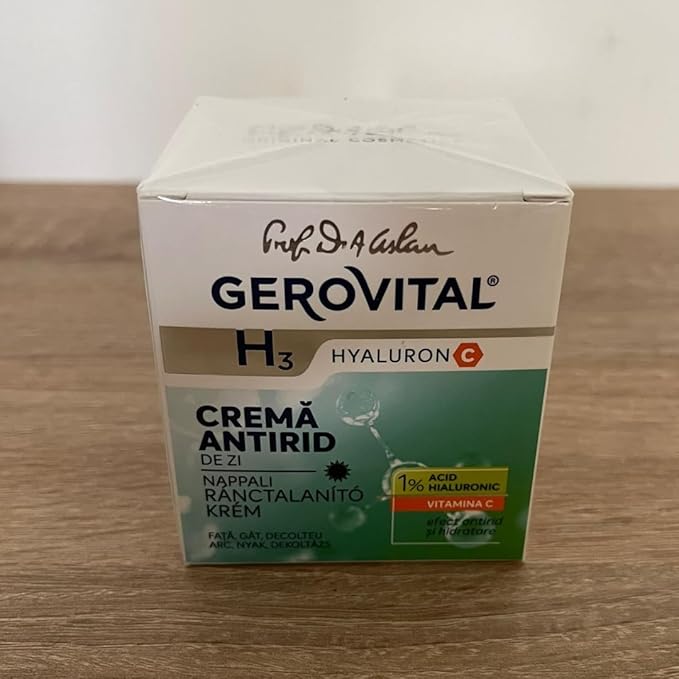 Prof. Dr A Aslan
GEROVITAL®
H3 HYALURON C
CREMĂ
ANTIRID
DE ZI
NAPPALI
RÁNCTALANÍTÓ
KRÉM
FAȚĂ, GÂT, DECOLTEU
ARC, NYAK, DEKOLTÁZS
1% ACID
HIALURONIC
VITAMINA C
efect antirid
și hidratare